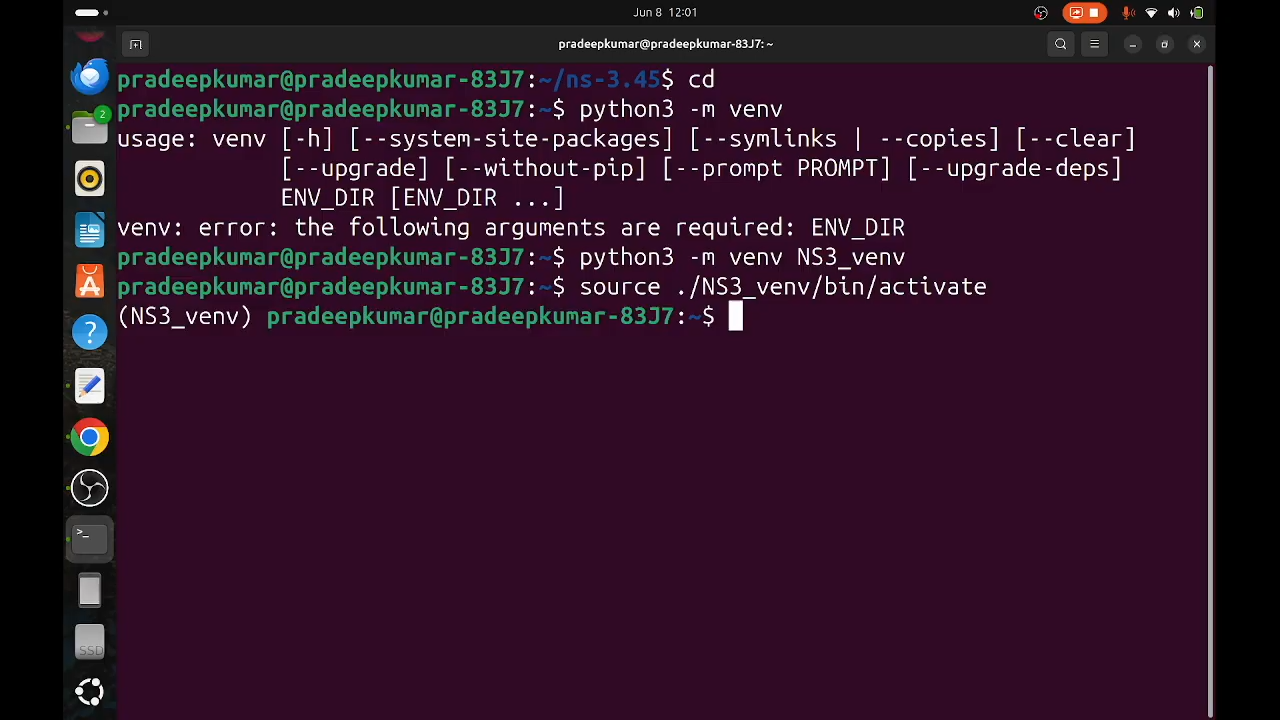 Jun 8 12:01
pradeepkumar@pradeepkumar-83J7: ~
pradeepkumar@pradeepkumar-83J7:~/ns-3.45$ cd
pradeepkumar@pradeepkumar-83J7:~$ python3 -m venv
usage: venv [-h] [--system-site-packages] [--symlinks | --copies] [--clear]
[--upgrade] [--without-pip] [--prompt PROMPT] [--upgrade-deps]
ENV_DIR [ENV_DIR ...]
venv: error: the following arguments are required: ENV_DIR
pradeepkumar@pradeepkumar-83J7:~$ python3 -m venv NS3_venv
pradeepkumar@pradeepkumar-83J7:~$ source ./NS3_venv/bin/activate
(NS3_venv) pradeepkumar@pradeepkumar-83J7:~$
2
?
>_
SSD